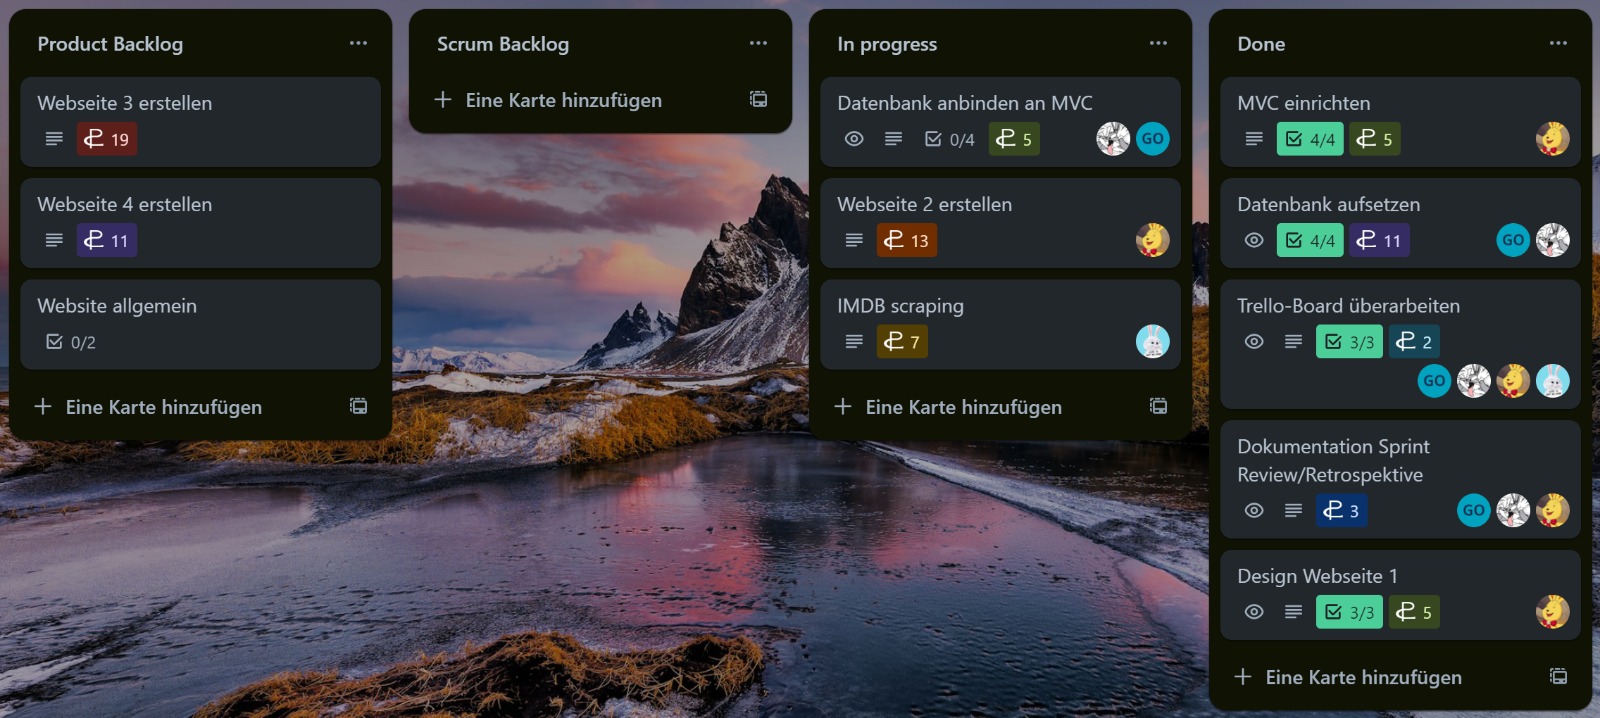 Product Backlog
Webseite 3 erstellen
19
Webseite 4 erstellen
11
Website allgemein
0/2
Eine Karte hinzufügen
Scrum Backlog
Eine Karte hinzufügen
In progress
Datenbank anbinden an MVC
0/4 5 GO
Webseite 2 erstellen
13
IMDB scraping
7
Eine Karte hinzufügen
Done
MVC einrichten
4/4 5
Datenbank aufsetzen
4/4 11 GO
Trello-Board überarbeiten
3/3 2
GO
Dokumentation Sprint
Review/Retrospektive
3 GO
Design Webseite 1
3/3 5
Eine Karte hinzufügen